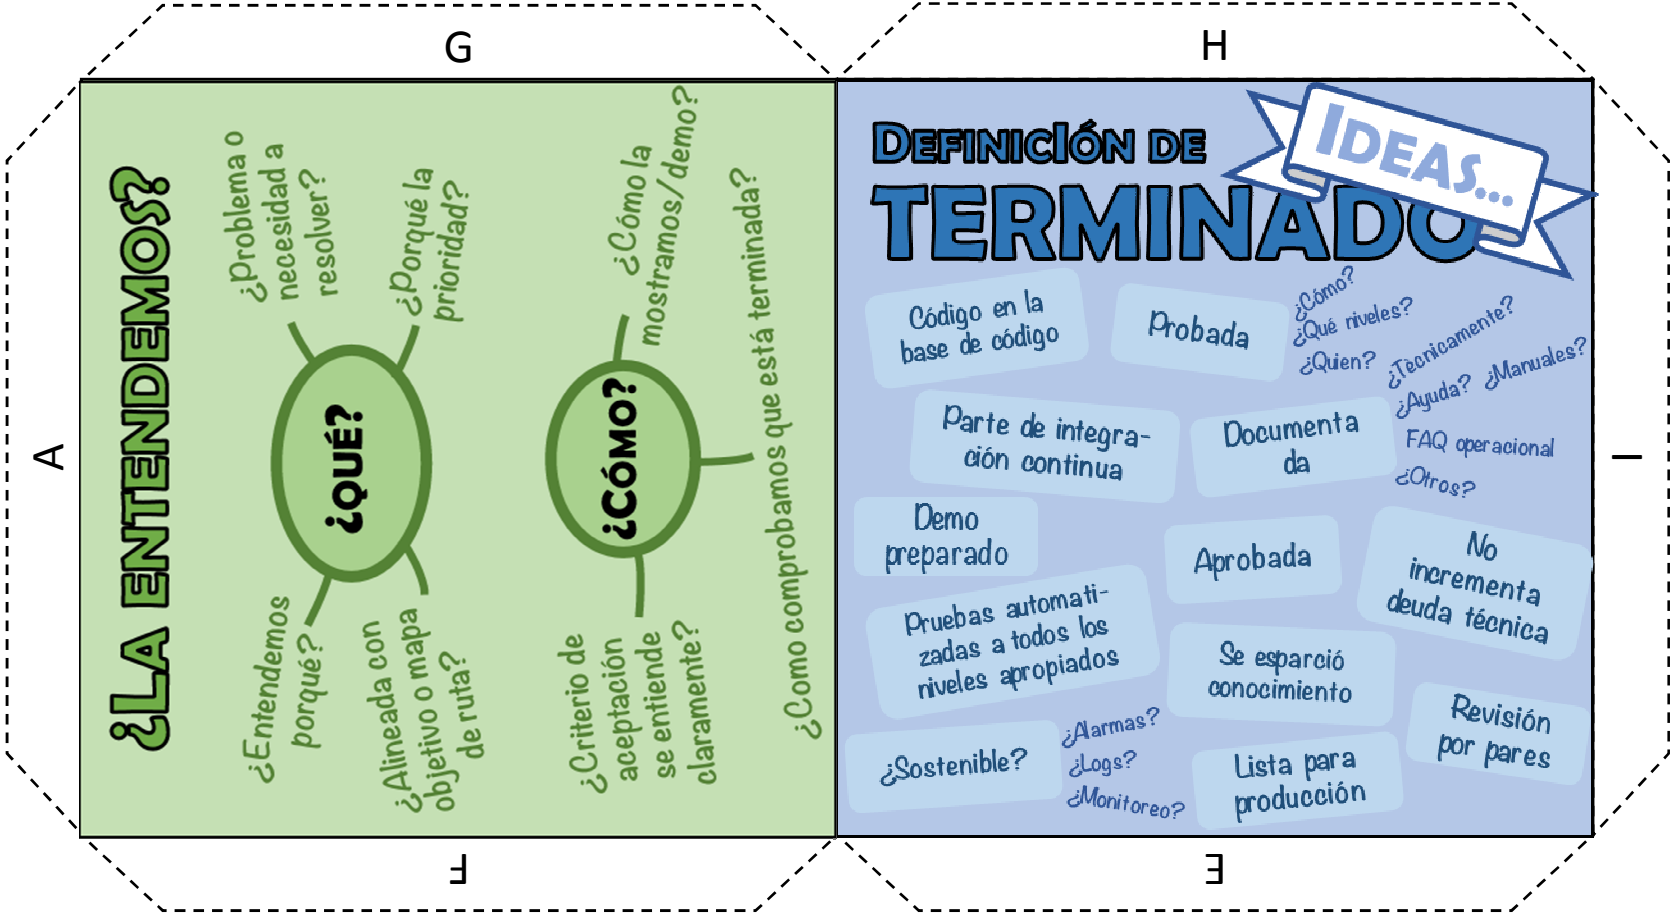 G
H
A
I
F
E
¿LA ENTENDEMOS?
¿QUÉ?
¿Problema o
necesidad a
resolver?
¿Porqué la
prioridad?
¿Entendemos
porqué?
¿Alineada con
objetivo o mapa
de ruta?
¿CÓMO?
¿Cómo la
mostramos/demo?
¿Como comprobamos que está terminada?
¿Criterio de
aceptación
se entiende
claramente?
DEFINICIÓN DE
TERMINADO
IDEAS...
Código en la
base de código
Probada
¿Cómo?
¿Qué niveles?
¿Quien?
Parte de integra-
ción continua
Documenta
da
¿Técnicamente?
¿Ayuda?
¿Manuales?
FAQ operacional
¿Otros?
Demo
preparado
Aprobada
No
incrementa
deuda técnica
Pruebas automati-
zadas a todos los
niveles apropiados
Se esparció
conocimiento
Revisión
por pares
¿Sostenible?
¿Alarmas?
¿Logs?
¿Monitoreo?
Lista para
producción